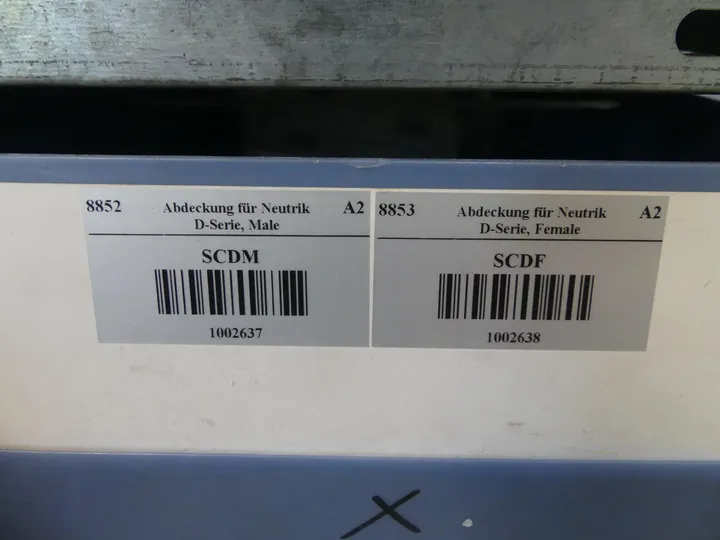 8852 Abdeckung für Neutrik A2
D-Serie, Male
SCDM
1002637
8853 Abdeckung für Neutrik A2
D-Serie, Female
SCDF
1002638
X